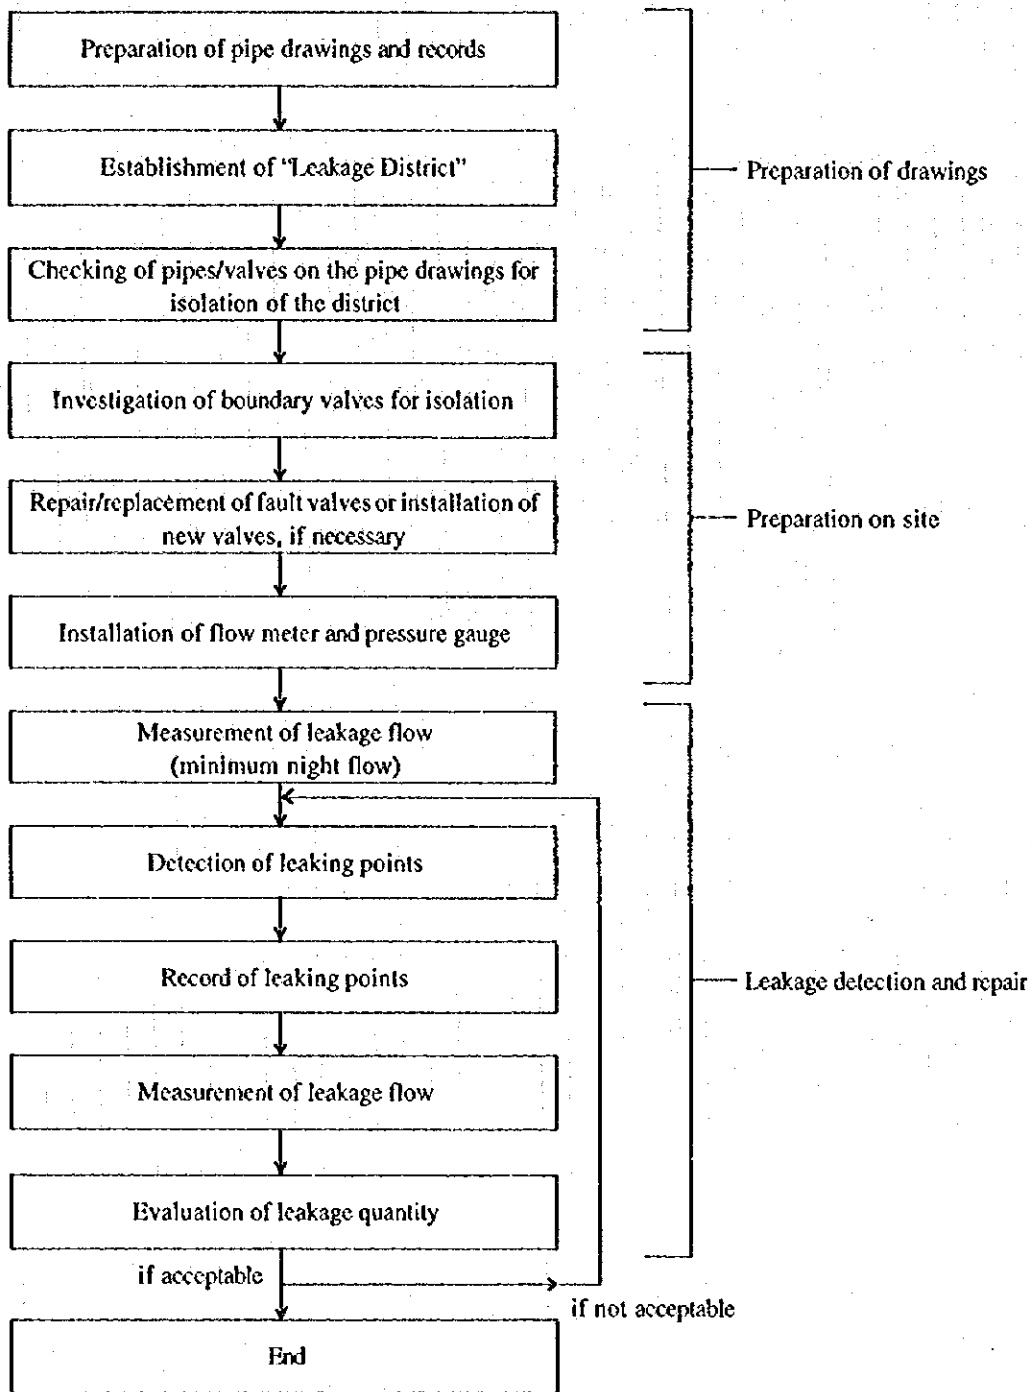 Preparation of pipe drawings and records
Establishment of "Leakage District"
Preparation of drawings
Checking of pipes/valves on the pipe drawings for
isolation of the district
Investigation of boundary valves for isolation
Repair/replacement of fault valves or installation of
new valves, if necessary
Preparation on site
Installation of flow meter and pressure gauge
Measurement of leakage flow
(minimum night flow)
Detection of leaking points
Record of leaking points
Leakage detection and repair
Measurement of leakage flow
Evaluation of leakage quantity
if acceptable
if not acceptable
End